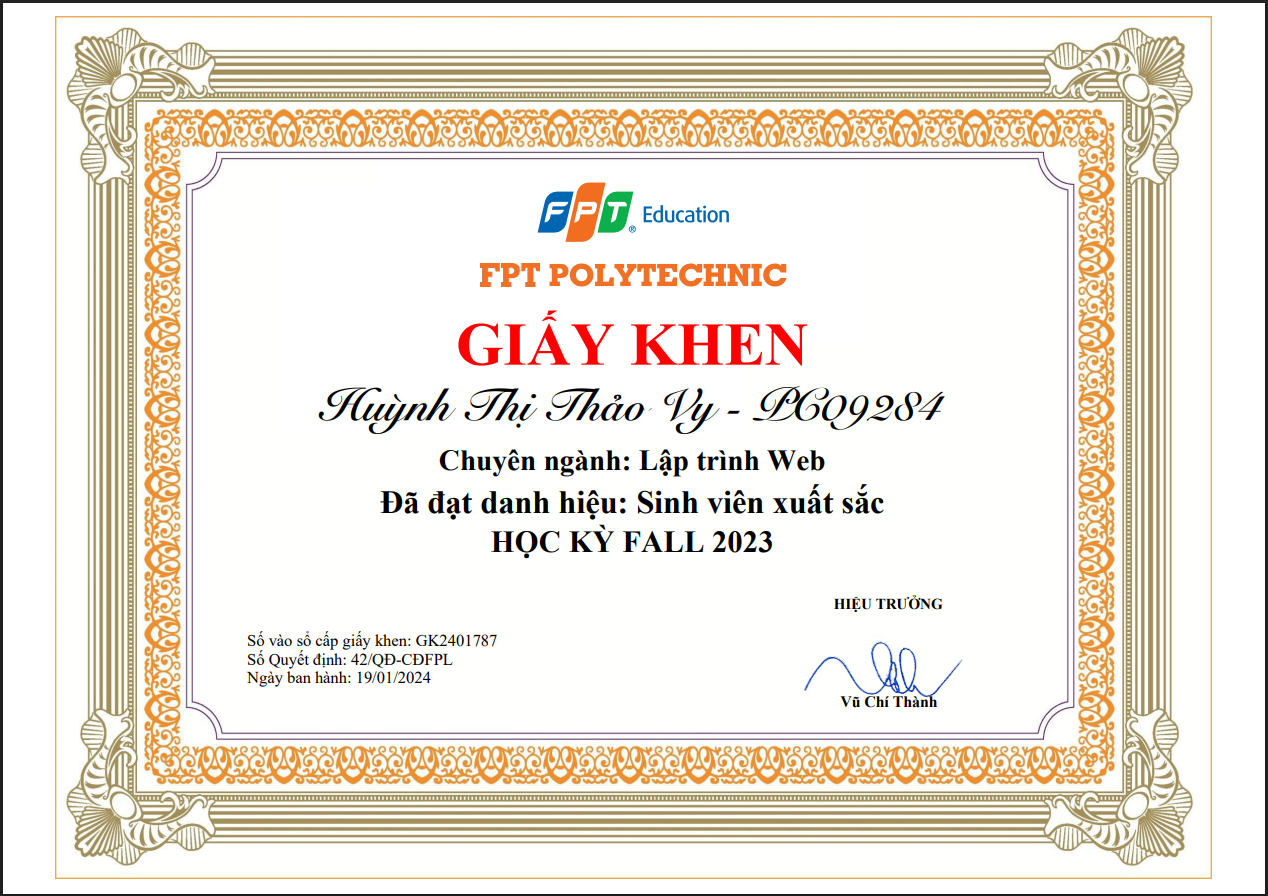 FPT® Education
FPT POLYTECHNIC
GIẤY KHEN
Huỳnh Thị Thảo Vy - PC09284
Chuyên ngành: Lập trình Web
Đã đạt danh hiệu: Sinh viên xuất sắc
HỌC KỲ FALL 2023
HIỆU TRƯỞNG
Số vào sổ cấp giấy khen: GK2401787
Số Quyết định: 42/QĐ-CĐFPL
Ngày ban hành: 19/01/2024
Vũ Chí Thành